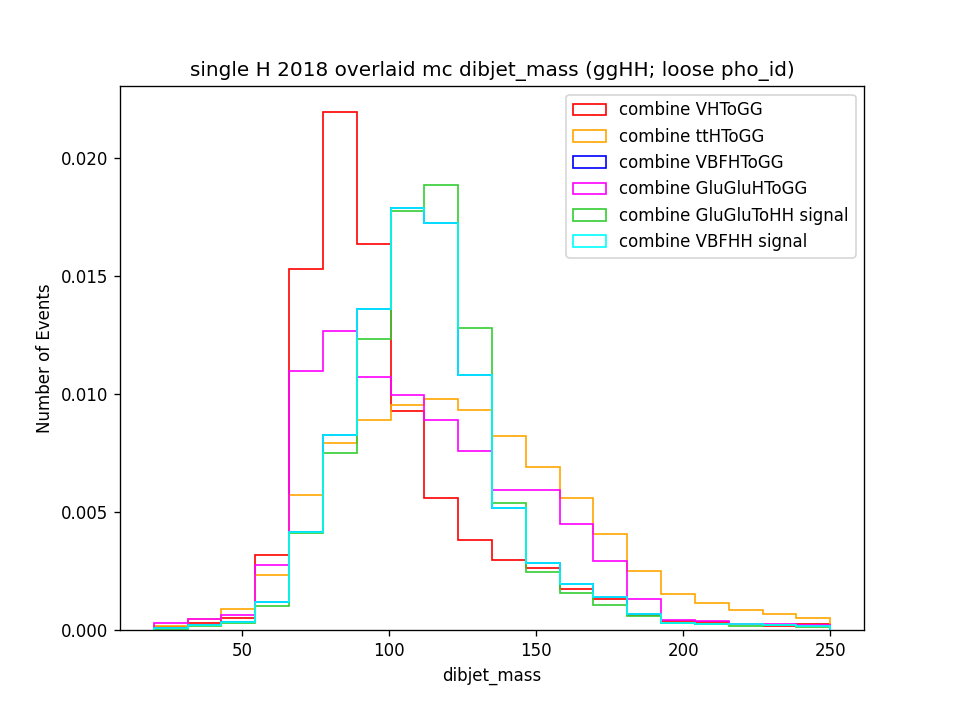 single H 2018 overlaid mc dibjet_mass (ggHH; loose pho_id)
combine VHToGG
combine ttHToGG
combine VBFHToGG
combine GluGluHToGG
combine GluGluToHH signal
combine VBFHH signal
Number of Events
0.020
0.015
0.010
0.005
0.000
50
100
150
200
250
dibjet_mass